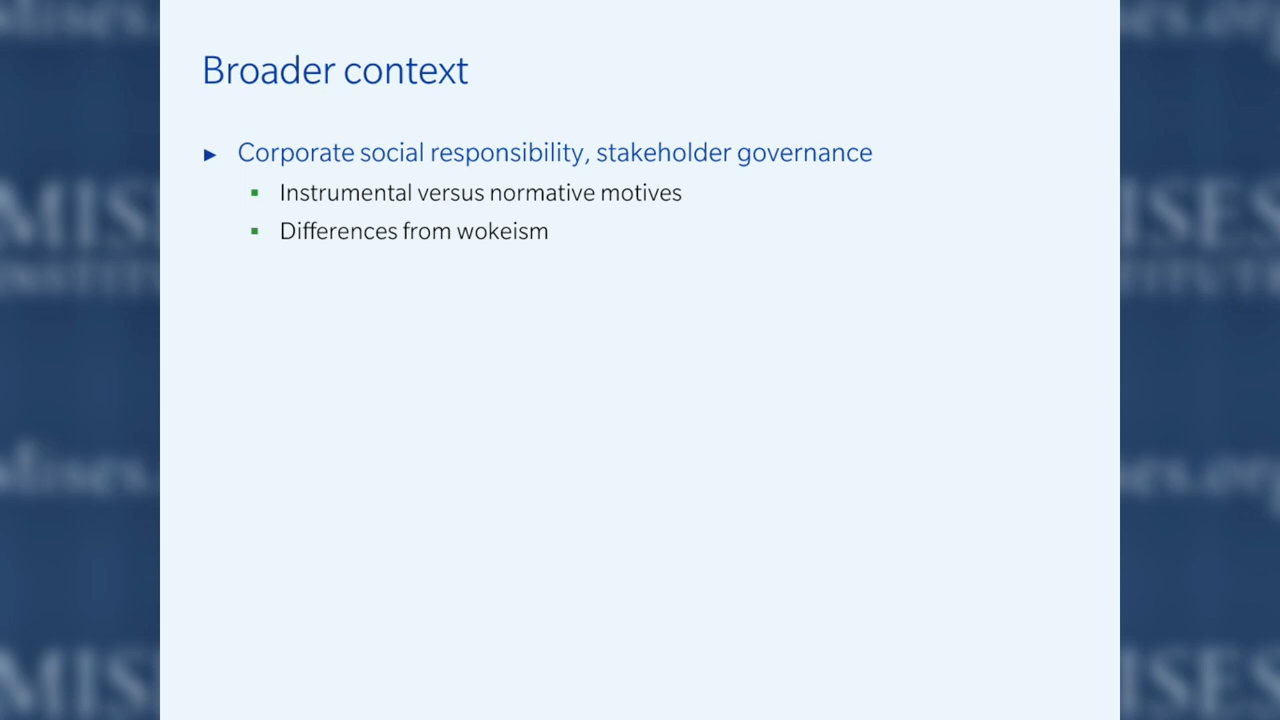 Broader context
► Corporate social responsibility, stakeholder governance
▪ Instrumental versus normative motives
▪ Differences from wokeism